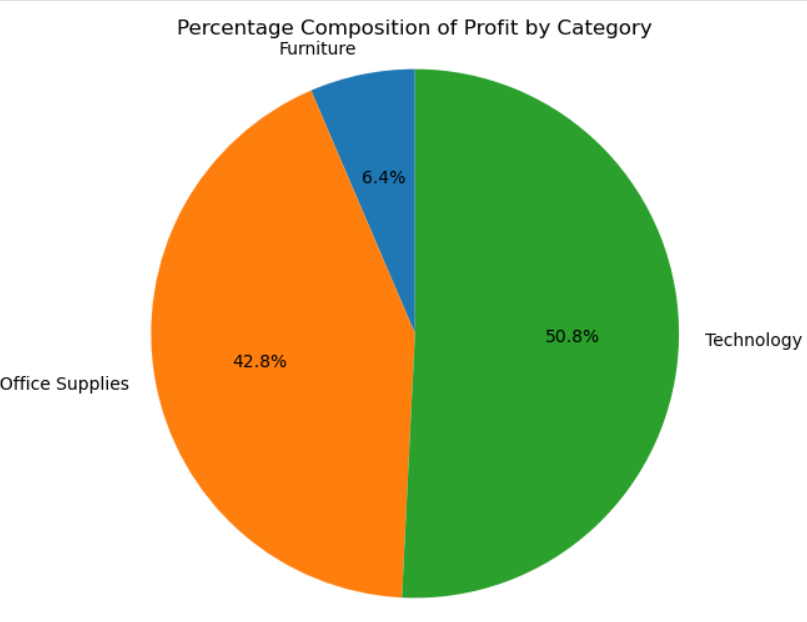 Percentage Composition of Profit by Category
Furniture
6.4%
50.8%
Technology
42.8%
Office Supplies